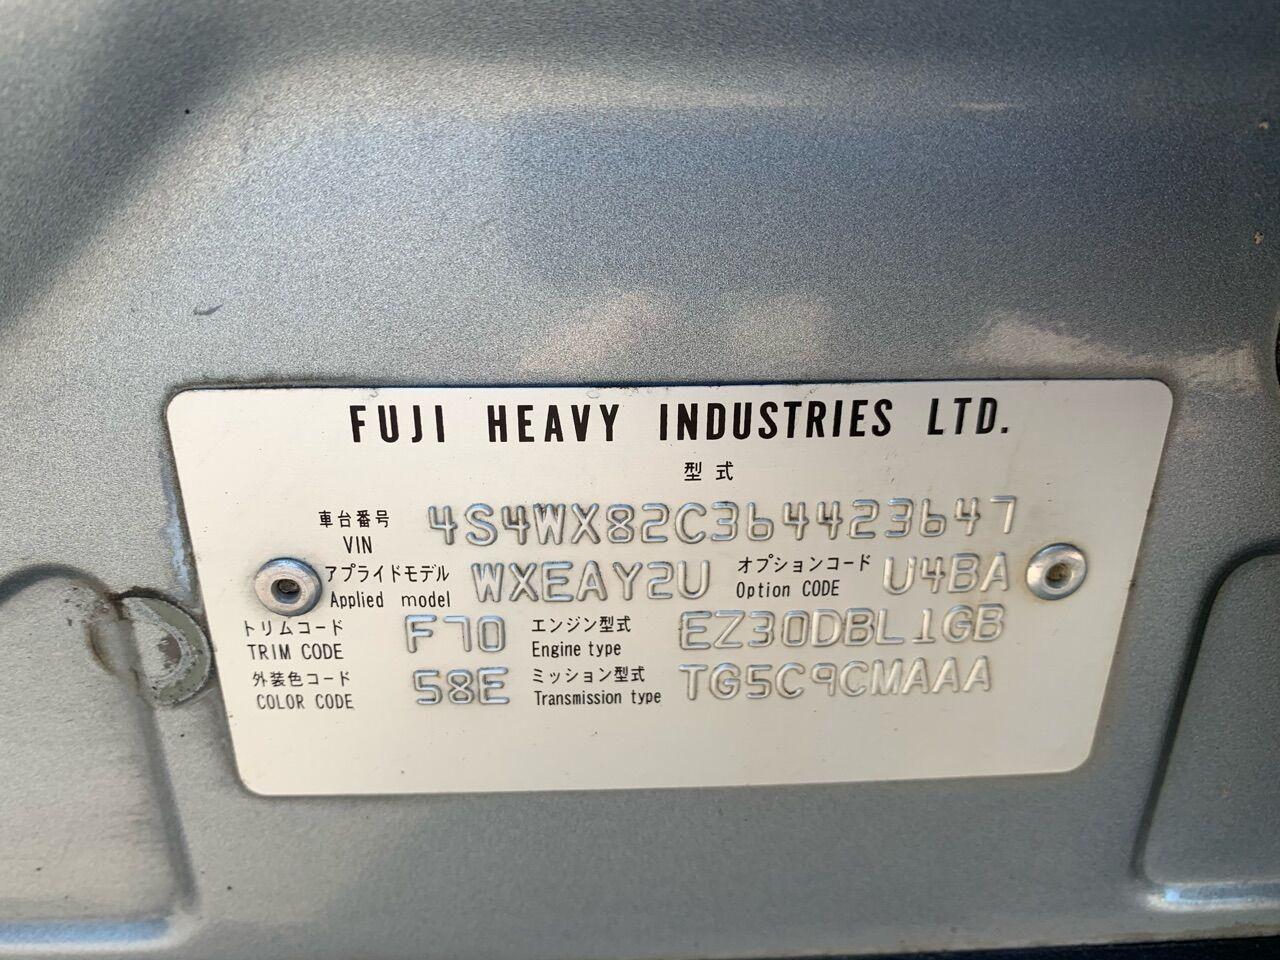 FUJI HEAVY INDUSTRIES LTD.
型式
車台番号 VIN 4S4WX82C364423647
アプライドモデル Applied model WXEAY2U オプションコード Option CODE U4BA
トリムコード TRIM CODE F70 エンジン型式 Engine type EZ30DBL1GB
外装色コード COLOR CODE 58E ミッション型式 Transmission type TG5C9CMAAA